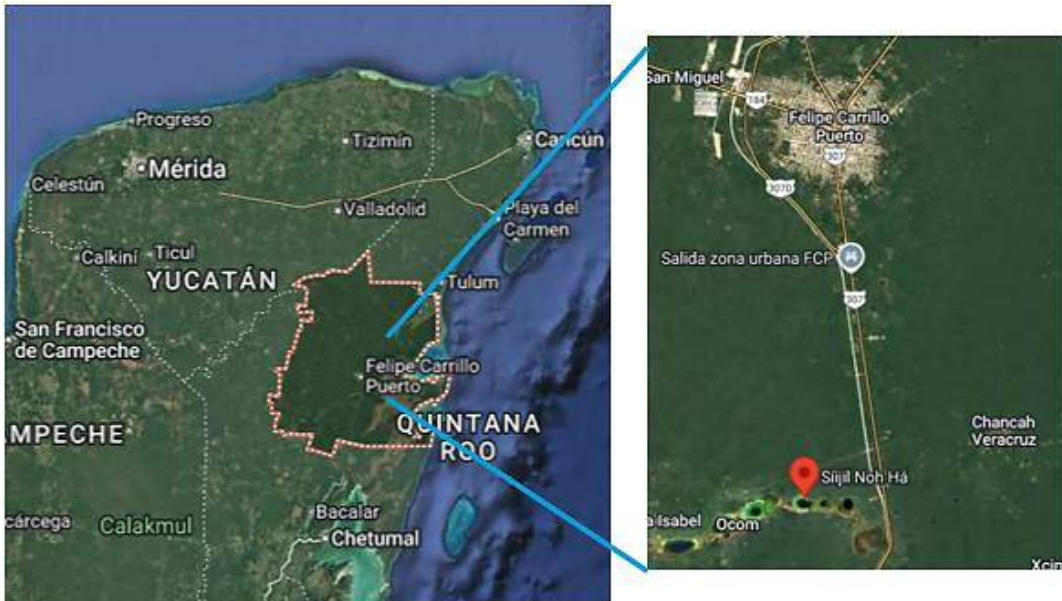 Progreso
Tizimín
Cancún
Mérida
Celestún
Valladolid
Playa del
Carmen
Calkiní
Ticul
YUCATÁN
Tulum
San Francisco
de Campeche
Felipe Carrillo
Puerto
QUINTANA
ROO
AMPECHE
cárcega
Calakmul
Bacalar
Chetumal
San Miguel
184
Felipe Carrillo
Puerto
307
3070
Salida zona urbana FCP
307
Chancah
Veracruz
Síijil Noh Há
a Isabel
Ocom
Xcip